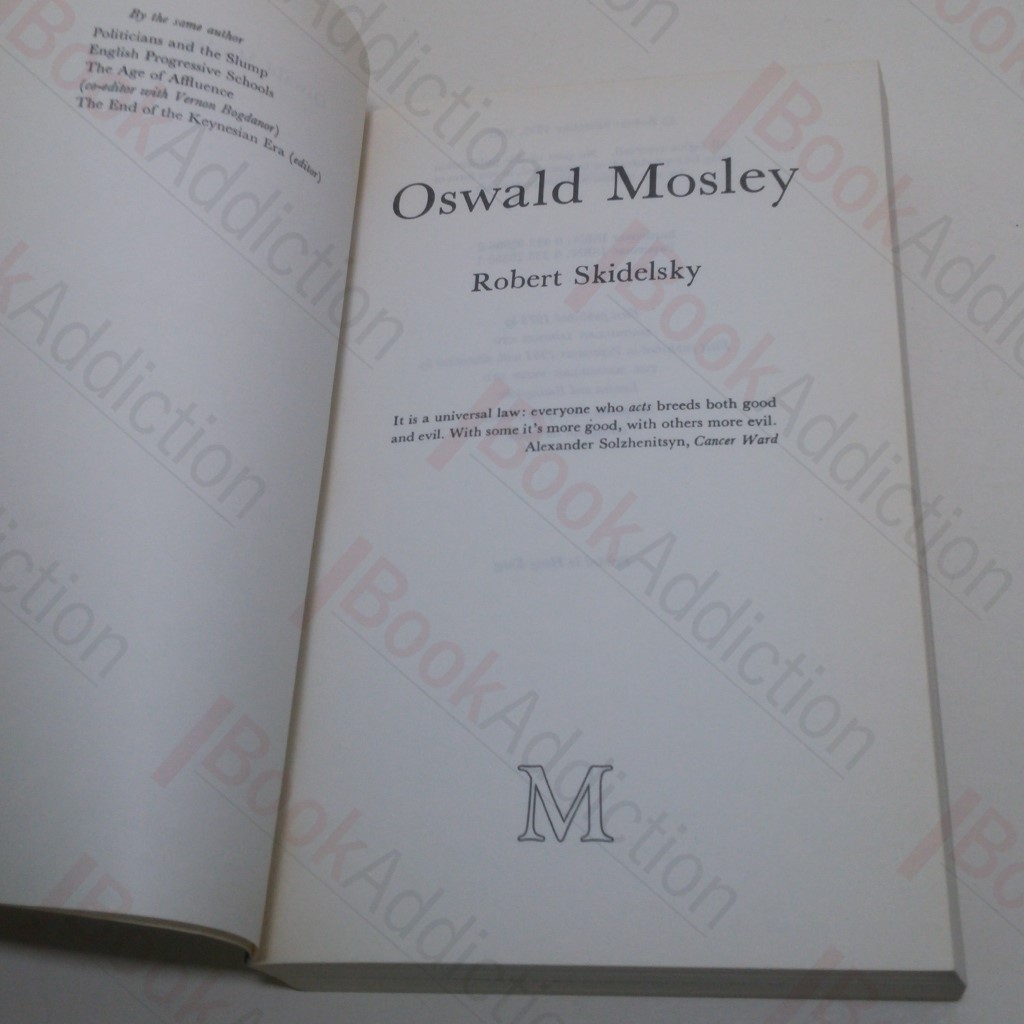 By the same author
Politicians and the Slump
English Progressive Schools
The Age of Affluence
(co-editor with Vernon Bogdanor)
The End of the Keynesian Era (editor)
Oswald Mosley
Robert Skidelsky
It is a universal law: everyone who acts breeds both good
and evil. With some it's more good, with others more evil.
Alexander Solzhenitsyn, Cancer Ward
M
BookAddiction